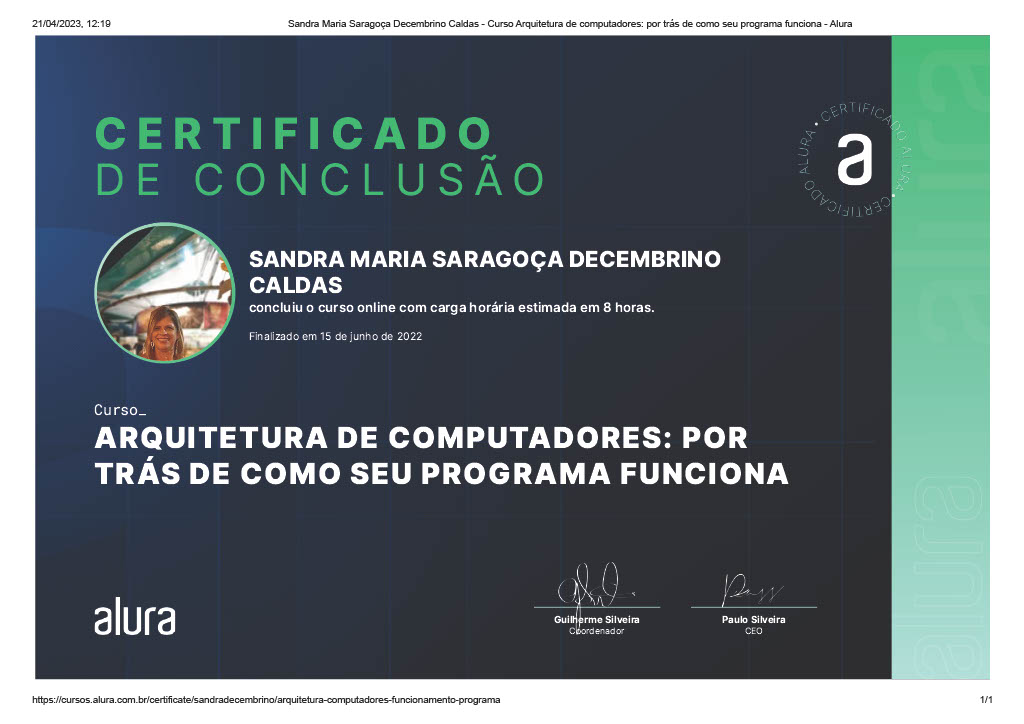 21/04/2023, 12:19
Sandra Maria Saragoça Decembrino Caldas - Curso Arquitetura de computadores: por trás de como seu programa funciona - Alura
CERTIFICADO
DE CONCLUSÃO
• CERTIFICADO ALURA • CERTIFICADO ALURA
a
SANDRA MARIA SARAGOÇA DECEMBRINO
CALDAS
concluiu o curso online com carga horária estimada em 8 horas.
Finalizado em 15 de junho de 2022
Curso_
ARQUITETURA DE COMPUTADORES: POR
TRÁS DE COMO SEU PROGRAMA FUNCIONA
alura
Guilherme Silveira
Coordenador
Paulo Silveira
CEO
alura
alura
alura
https://cursos.alura.com.br/certificate/sandradecembrino/arquitetura-computadores-funcionamento-programa
1/1